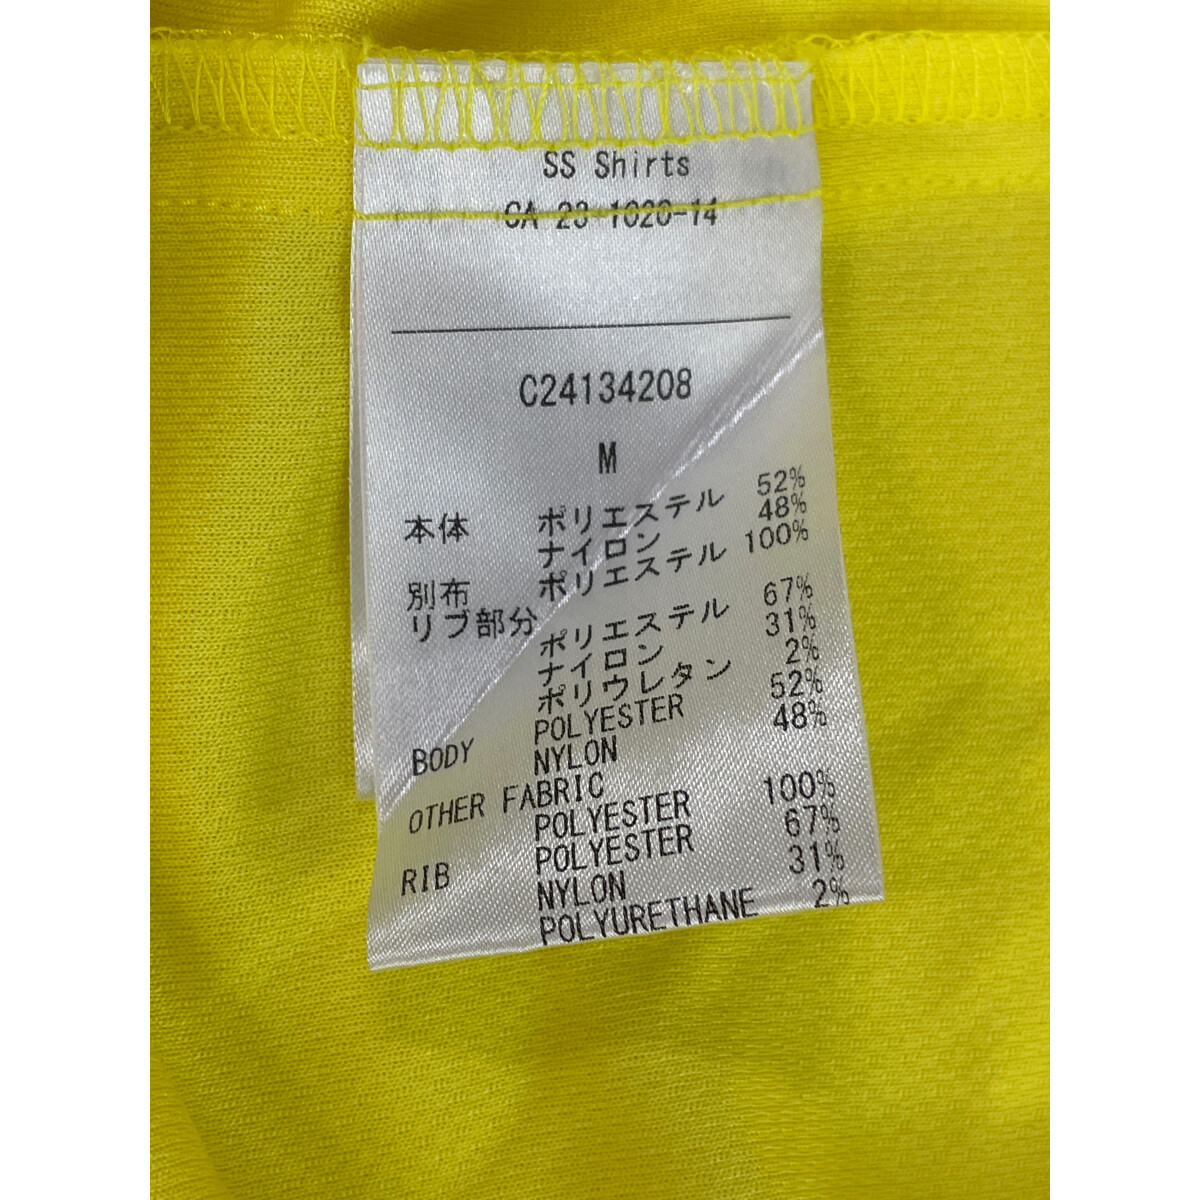 SS Shirts
CA 23-1020-14
C24134208
M
本体 ポリエステル 52%
ナイロン 48%
別布 ポリエステル 100%
リブ部分
ポリエステル 67%
ナイロン 31%
ポリウレタン 2%
BODY POLYESTER 52%
NYLON 48%
OTHER FABRIC
POLYESTER 100%
RIB POLYESTER 67%
NYLON 31%
POLYURETHANE 2%